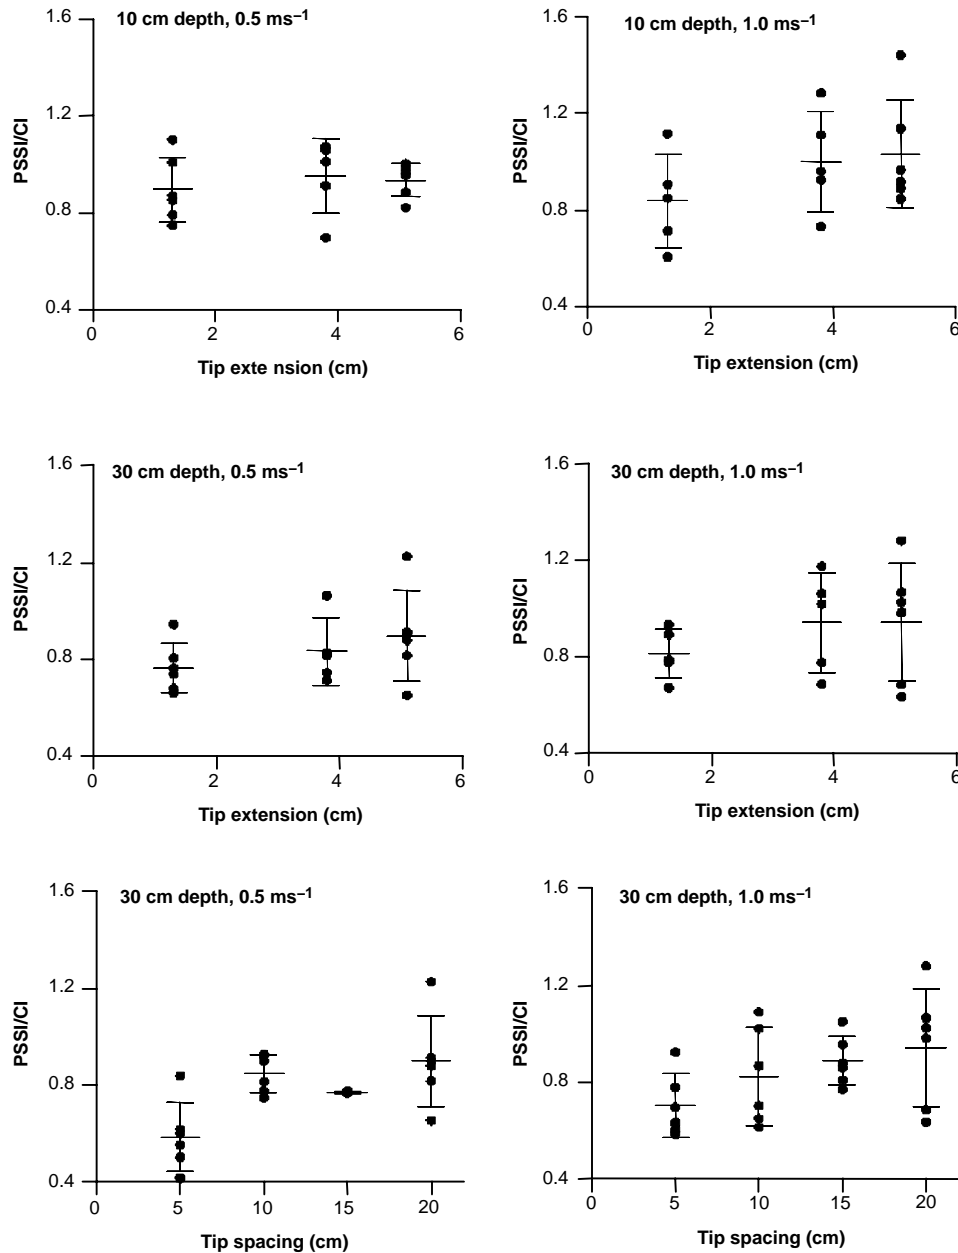 10 cm depth, 0.5 ms⁻¹
1.6
1.2
0.8
0.4
PSSI/CI
0 2 4 6
Tip exte nsion (cm)
10 cm depth, 1.0 ms⁻¹
1.6
1.2
0.8
0.4
PSSI/CI
0 2 4 6
Tip extension (cm)
30 cm depth, 0.5 ms⁻¹
1.6
1.2
0.8
0.4
PSSI/CI
0 2 4 6
Tip extension (cm)
30 cm depth, 1.0 ms⁻¹
1.6
1.2
0.8
0.4
PSSI/CI
0 2 4 6
Tip extension (cm)
30 cm depth, 0.5 ms⁻¹
1.6
1.2
0.8
0.4
PSSI/CI
0 5 10 15 20
Tip spacing (cm)
30 cm depth, 1.0 ms⁻¹
1.6
1.2
0.8
0.4
PSSI/CI
0 5 10 15 20
Tip spacing (cm)